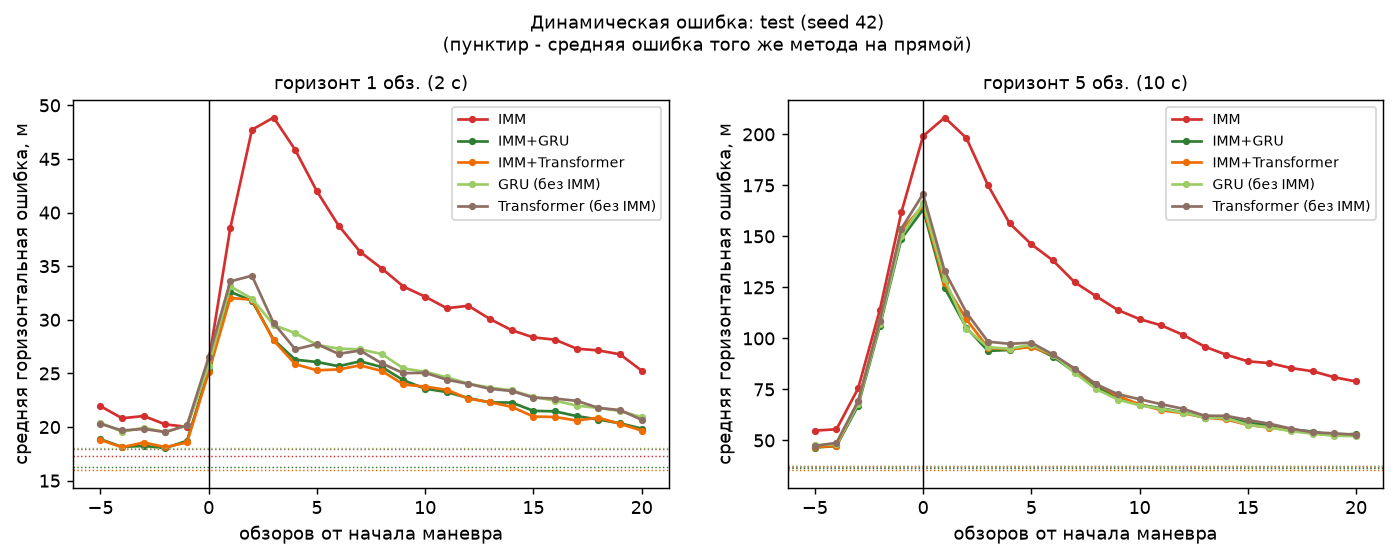 Динамическая ошибка: test (seed 42)
(пунктир - средняя ошибка того же метода на прямой)
горизонт 1 обз. (2 с)
средняя горизонтальная ошибка, м
50
45
40
35
30
25
20
15
−5
0
5
10
15
20
обзоров от начала маневра
IMM
IMM+GRU
IMM+Transformer
GRU (без IMM)
Transformer (без IMM)
горизонт 5 обз. (10 с)
средняя горизонтальная ошибка, м
200
175
150
125
100
75
50
−5
0
5
10
15
20
обзоров от начала маневра
IMM
IMM+GRU
IMM+Transformer
GRU (без IMM)
Transformer (без IMM)